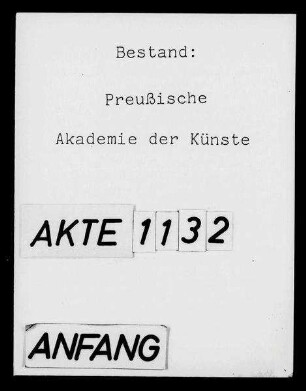 Bestand:
Preußische
Akademie der Künste
AKTE 1132
ANFANG